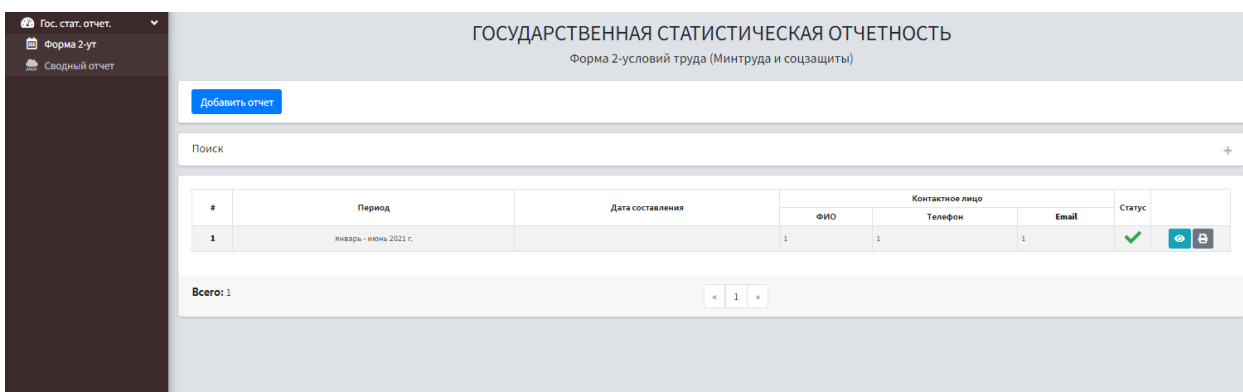 Гос. стат. отчет.
Форма 2-ут
Сводный отчет
ГОСУДАРСТВЕННАЯ СТАТИСТИЧЕСКАЯ ОТЧЕТНОСТЬ
Форма 2-условий труда (Минтруда и соцзащиты)
Добавить отчет
Поиск +
# Период Дата составления Контактное лицо Статус
ФИО Телефон Email
1 январь - июнь 2021 г. 1 1 1
Всего: 1
« 1 »